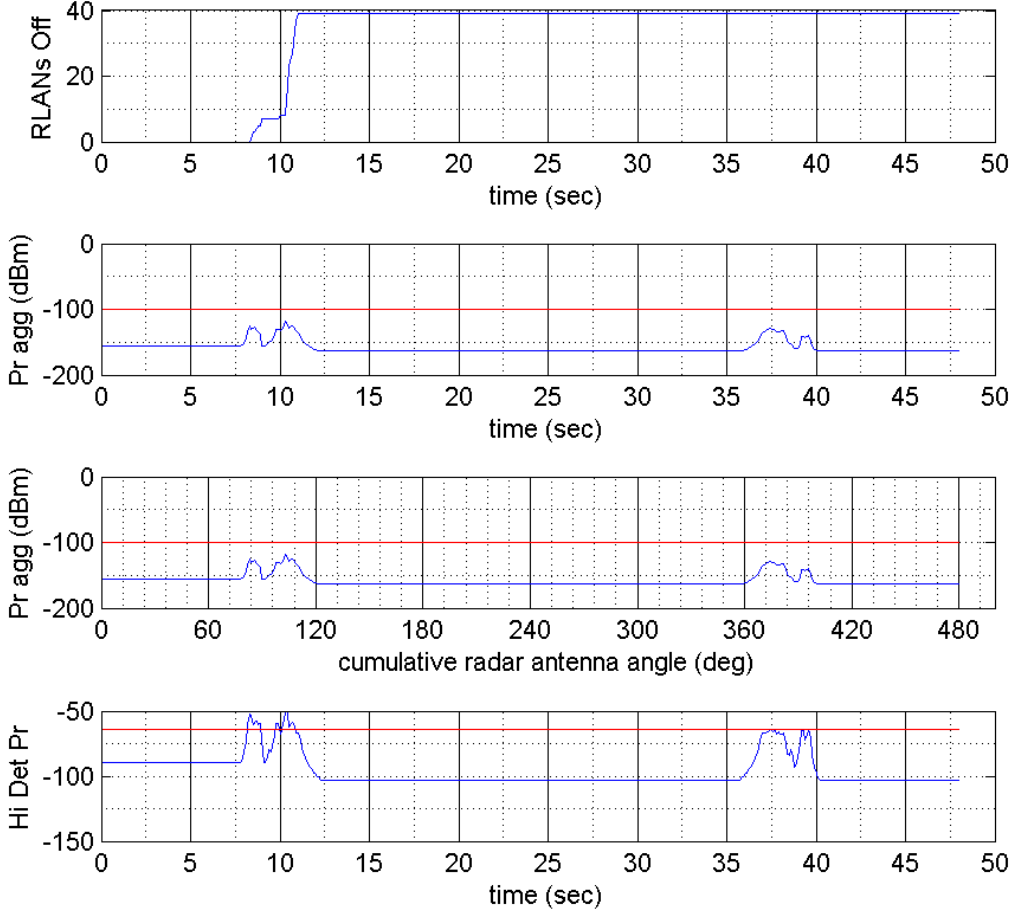 RLANs Off
40
20
0
0 5 10 15 20 25 30 35 40 45 50
time (sec)
Pr agg (dBm)
0
-100
-200
0 5 10 15 20 25 30 35 40 45 50
time (sec)
Pr agg (dBm)
0
-100
-200
0 60 120 180 240 300 360 420 480
cumulative radar antenna angle (deg)
Hi Det Pr
-50
-100
-150
0 5 10 15 20 25 30 35 40 45 50
time (sec)